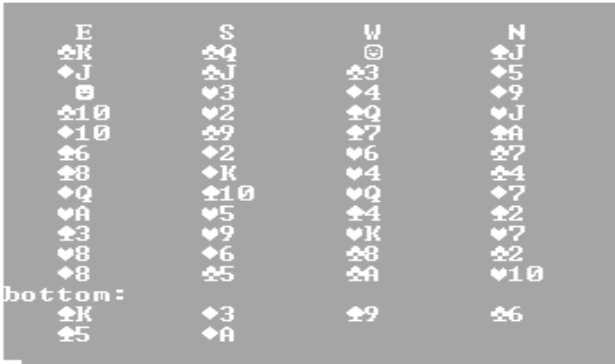 E S W N
♣K ♣Q ☺ ♠J
♦J ♣J ♣3 ♦5
☻ ♥3 ♦4 ♦9
♣10 ♥2 ♠Q ♥J
♦10 ♣9 ♠7 ♠A
♠6 ♦2 ♥6 ♣7
♠8 ♦K ♥4 ♣4
♦Q ♠10 ♥Q ♦7
♥A ♥5 ♠4 ♠2
♠3 ♥9 ♥K ♥7
♥8 ♦6 ♣8 ♣2
♦8 ♣5 ♣A ♥10
bottom:
♠K ♦3 ♠9 ♣6
♠5 ♦A